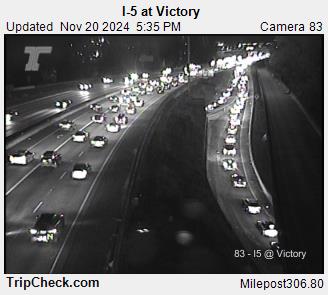 I-5 at Victory
Updated Nov 20 2024 5:35 PM Camera 83
T
83 - I5 @ Victory
TripCheck.com Milepost306.80